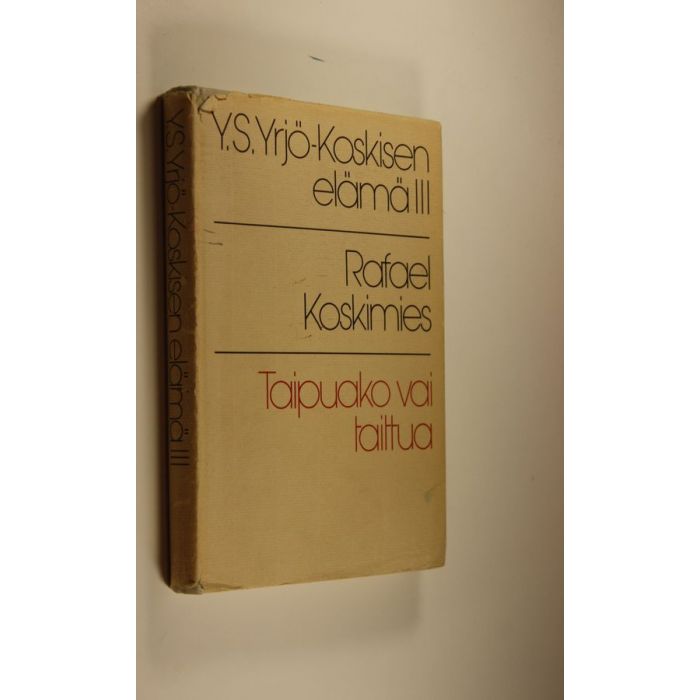 Y.S.Yrjö-Koskisen
elämä III
Rafael
Koskimies
Taipuako vai
taittua
Y.S.Yrjö-Koskisen elämä III